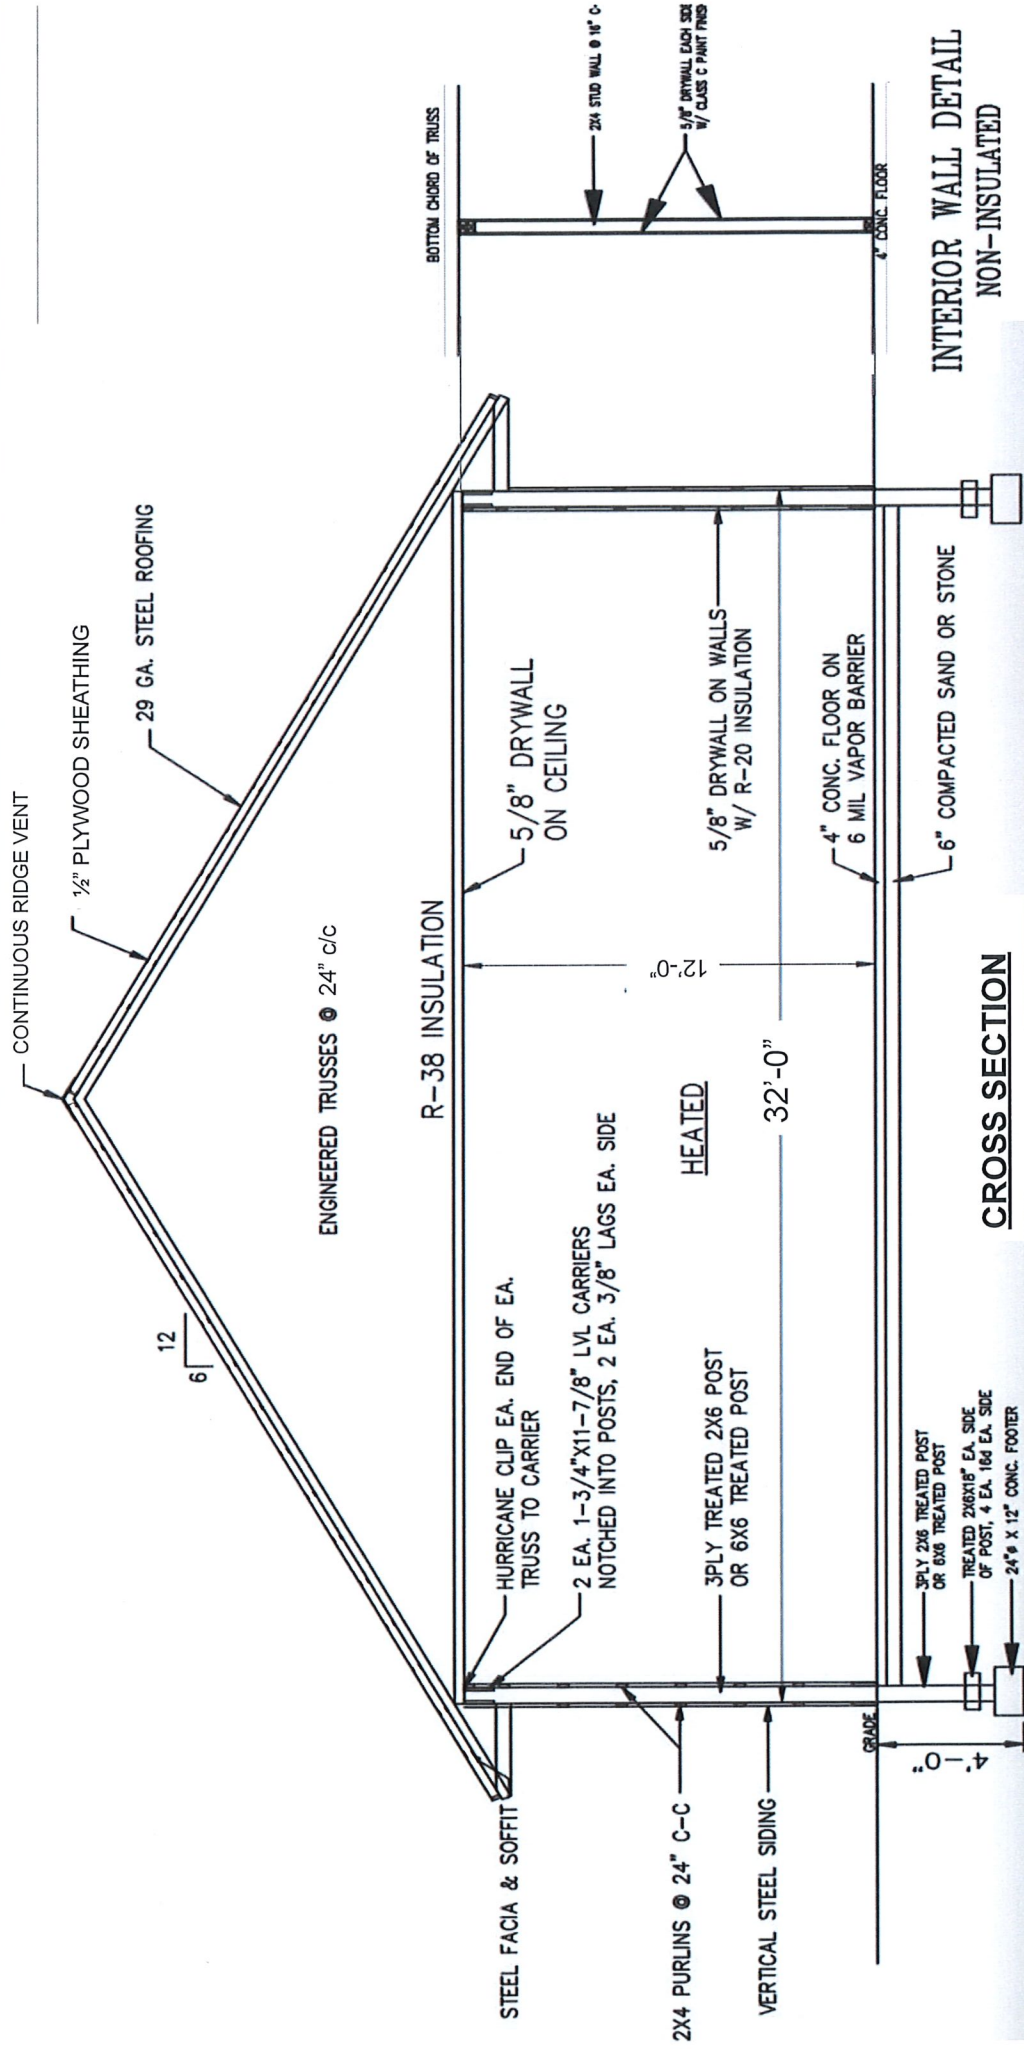 CONTINUOUS RIDGE VENT
½" PLYWOOD SHEATHING
29 GA. STEEL ROOFING
12
6
ENGINEERED TRUSSES @ 24" c/c
R-38 INSULATION
5/8" DRYWALL
ON CEILING
HURRICANE CLIP EA. END OF EA.
TRUSS TO CARRIER
2 EA. 1-3/4"X11-7/8" LVL CARRIERS
NOTCHED INTO POSTS, 2 EA. 3/8" LAGS EA. SIDE
STEEL FACIA & SOFFIT
12'-0"
HEATED
5/8" DRYWALL ON WALLS
W/ R-20 INSULATION
3PLY TREATED 2X6 POST
OR 6X6 TREATED POST
2X4 PURLINS @ 24" C-C
32'-0"
VERTICAL STEEL SIDING
4" CONC. FLOOR ON
6 MIL VAPOR BARRIER
GRADE
4'-0"
3PLY 2X6 TREATED POST
OR 6X6 TREATED POST
6" COMPACTED SAND OR STONE
TREATED 2X6X18" EA. SIDE
OF POST, 4 EA. 16d EA. SIDE
24"ø X 12" CONC. FOOTER
CROSS SECTION
BOTTOM CHORD OF TRUSS
2X4 STUD WALL @ 16" C-
5/8" DRYWALL EACH SIDE
W/ CLASS C PAINT FINISH
4" CONC. FLOOR
INTERIOR WALL DETAIL
NON-INSULATED